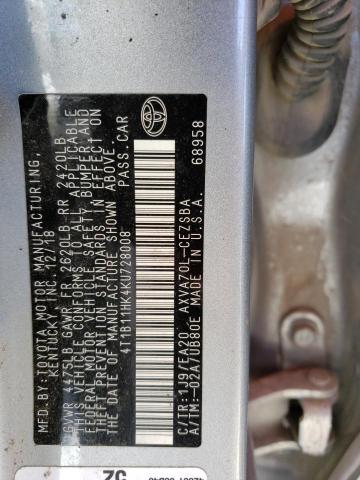 MFD. BY: TOYOTA MOTOR MANUFACTURING,
KENTUCKY, INC. 12/18
GVWR 4475LB GAWR FR 2620LB RR 2420LB
THIS VEHICLE CONFORMS TO ALL APPLICABLE
FEDERAL MOTOR VEHICLE SAFETY, BUMPER, AND
THEFT PREVENTION STANDARDS IN EFFECT ON
THE DATE OF MANUFACTURE SHOWN ABOVE.
4T1B11HK4KU728008 PASS. CAR
C/TR: 1J9/FA20 AXVA70L-CEZSBA
A/TM: -02A/UB80E MADE IN U.S.A. 68958